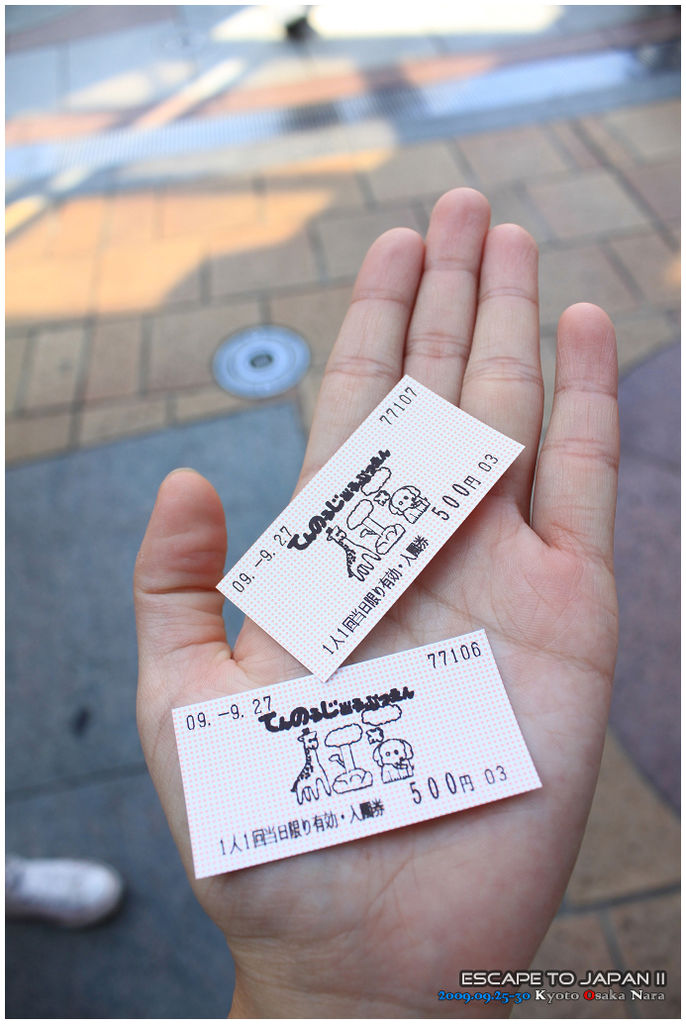 77107
09.-9.27
てんのうじどうぶつえん
500円 03
1人1回当日限り有効・入園券
77106
09.-9.27
てんのうじどうぶつえん
500円 03
1人1回当日限り有効・入園券
ESCAPE TO JAPAN II
2009.09.25-30 Kyoto Osaka Nara